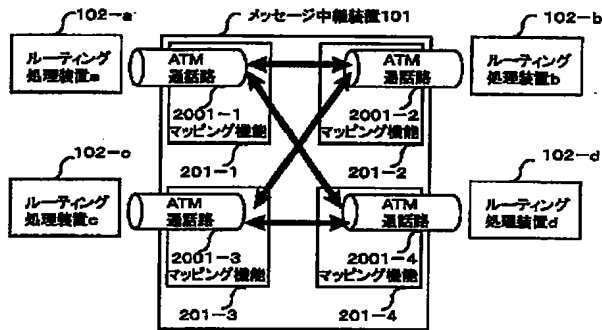 102-a
メッセージ中継装置101
102-b
ルーティング
処理装置a
ATM
通話路
ATM
通話路
ルーティング
処理装置b
2001-1
マッピング機能
2001-2
マッピング機能
201-1
201-2
102-c
102-d
ルーティング
処理装置c
ATM
通話路
ATM
通話路
ルーティング
処理装置d
2001-3
マッピング機能
2001-4
マッピング機能
201-3
201-4